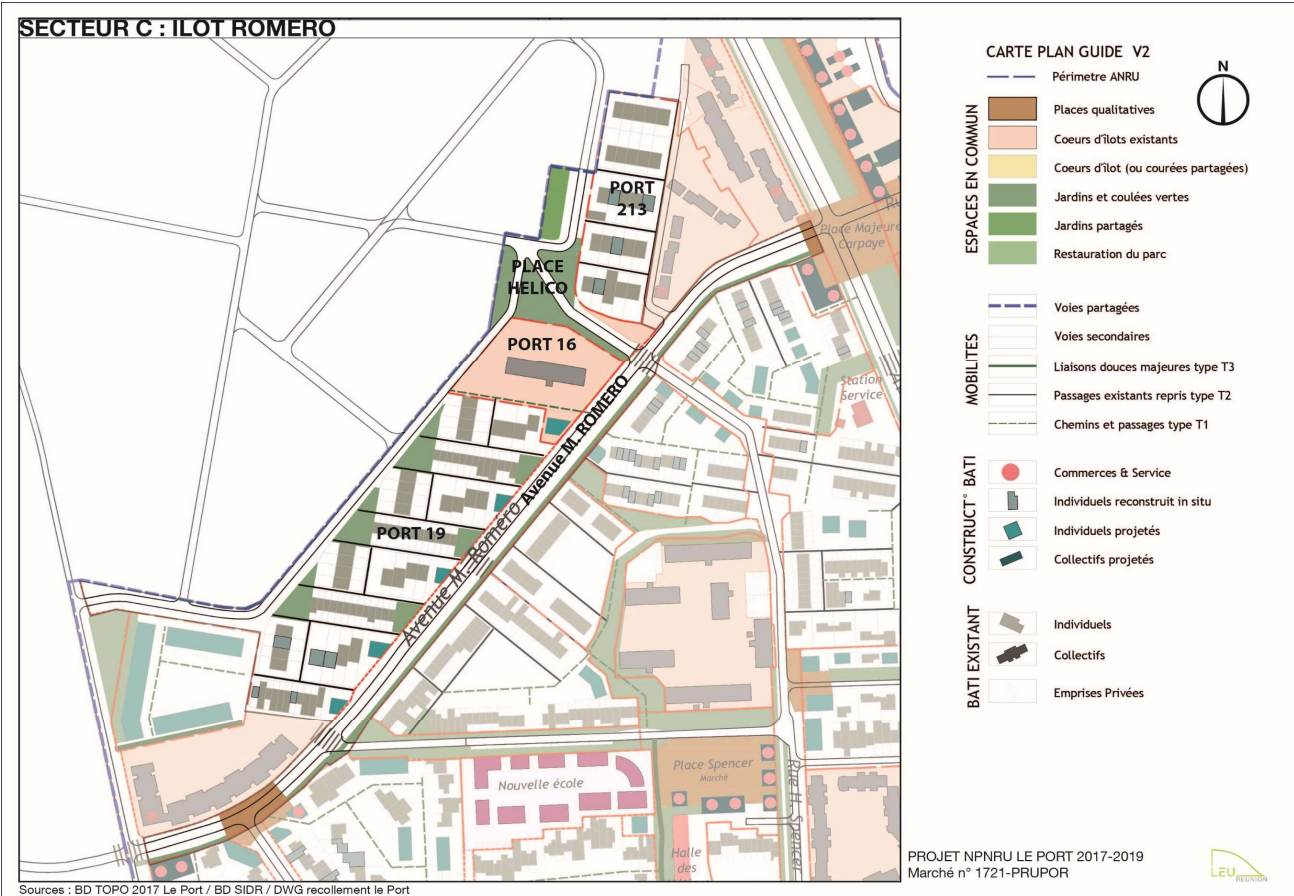 SECTEUR C : ILOT ROMERO
PORT
213
Place Majeure
Carpaye
PLACE
HELICO
PORT 16
Station
Service
Avenue M. ROMERO
Avenue M. Romero
PORT 19
Nouvelle école
Place Spencer
Marché
Rue H. Spencer
Halle
des
CARTE PLAN GUIDE V2
N
Périmetre ANRU
ESPACES EN COMMUN
Places qualitatives
Coeurs d'îlots existants
Coeurs d'îlot (ou courées partagées)
Jardins et coulées vertes
Jardins partagés
Restauration du parc
MOBILITES
Voies partagées
Voies secondaires
Liaisons douces majeures type T3
Passages existants repris type T2
Chemins et passages type T1
CONSTRUCT° BATI
Commerces & Service
Individuels reconstruit in situ
Individuels projetés
Collectifs projetés
BATI EXISTANT
Individuels
Collectifs
Emprises Privées
PROJET NPNRU LE PORT 2017-2019
Marché n° 1721-PRUPOR
LEU
REUNION
Sources : BD TOPO 2017 Le Port / BD SIDR / DWG recollement le Port